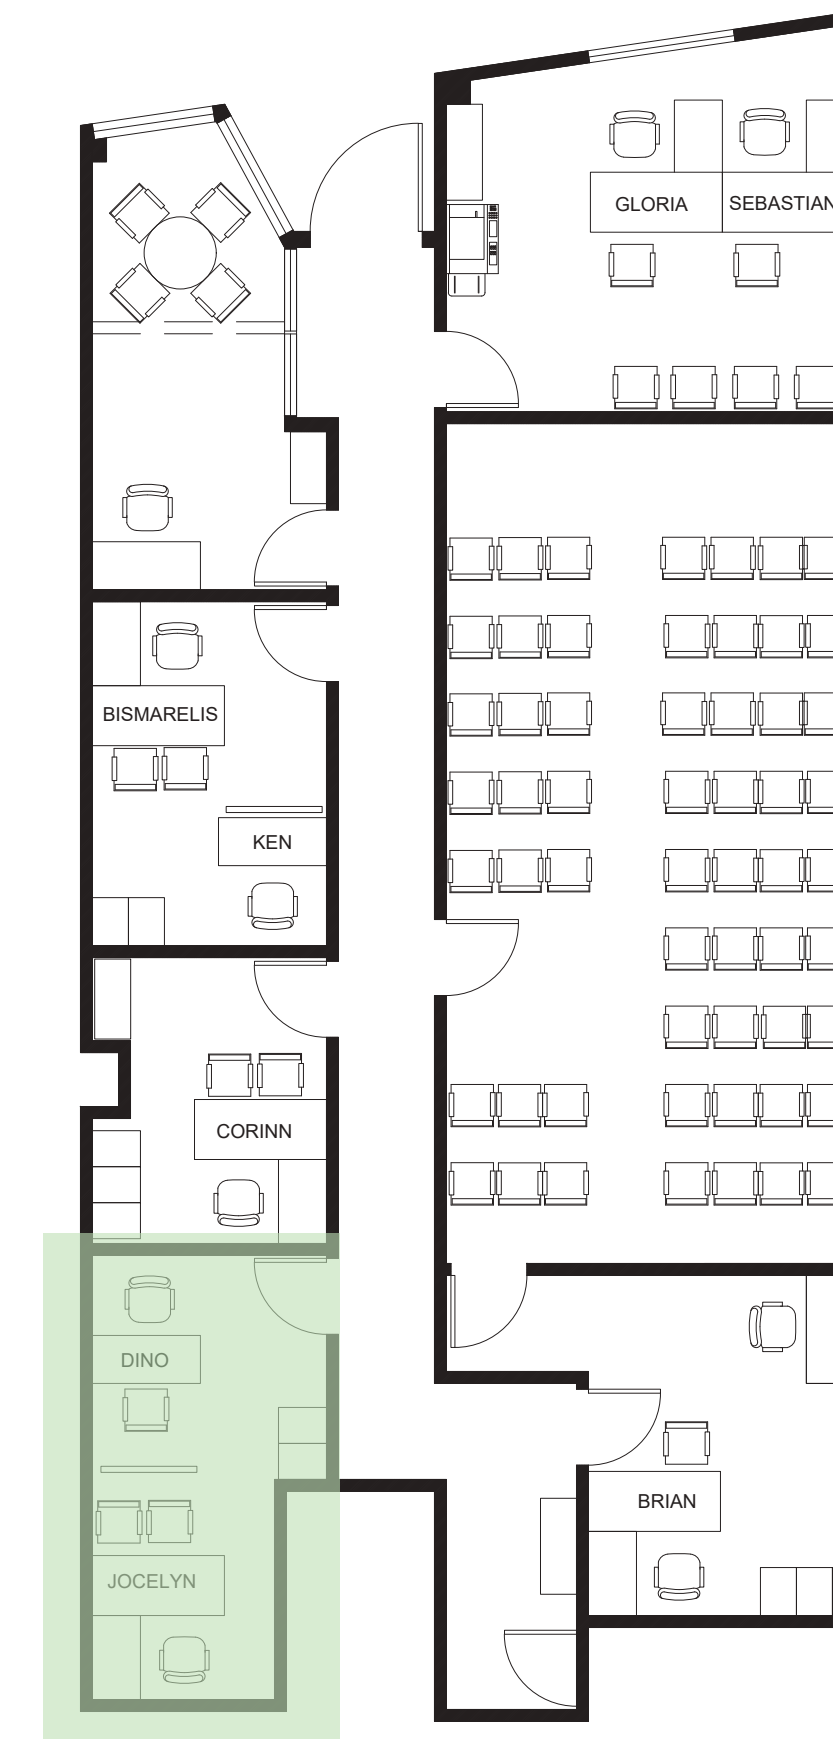 GLORIA
SEBASTIAN
BISMARELIS
KEN
CORINN
DINO
BRIAN
JOCELYN